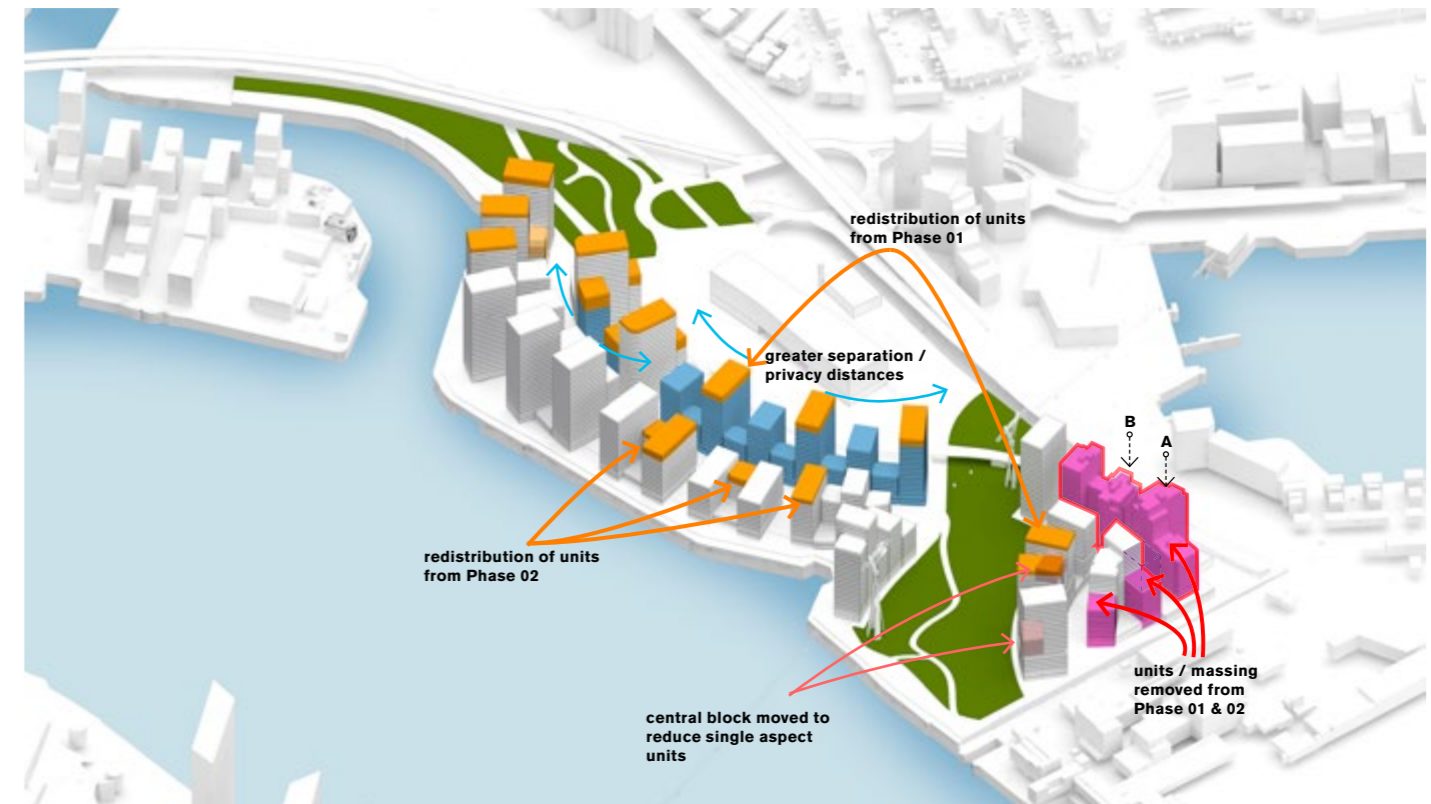 redistribution of units
from Phase 01
greater separation /
privacy distances
B
A
redistribution of units
from Phase 02
units / massing
removed from
Phase 01 & 02
central block moved to
reduce single aspect
units